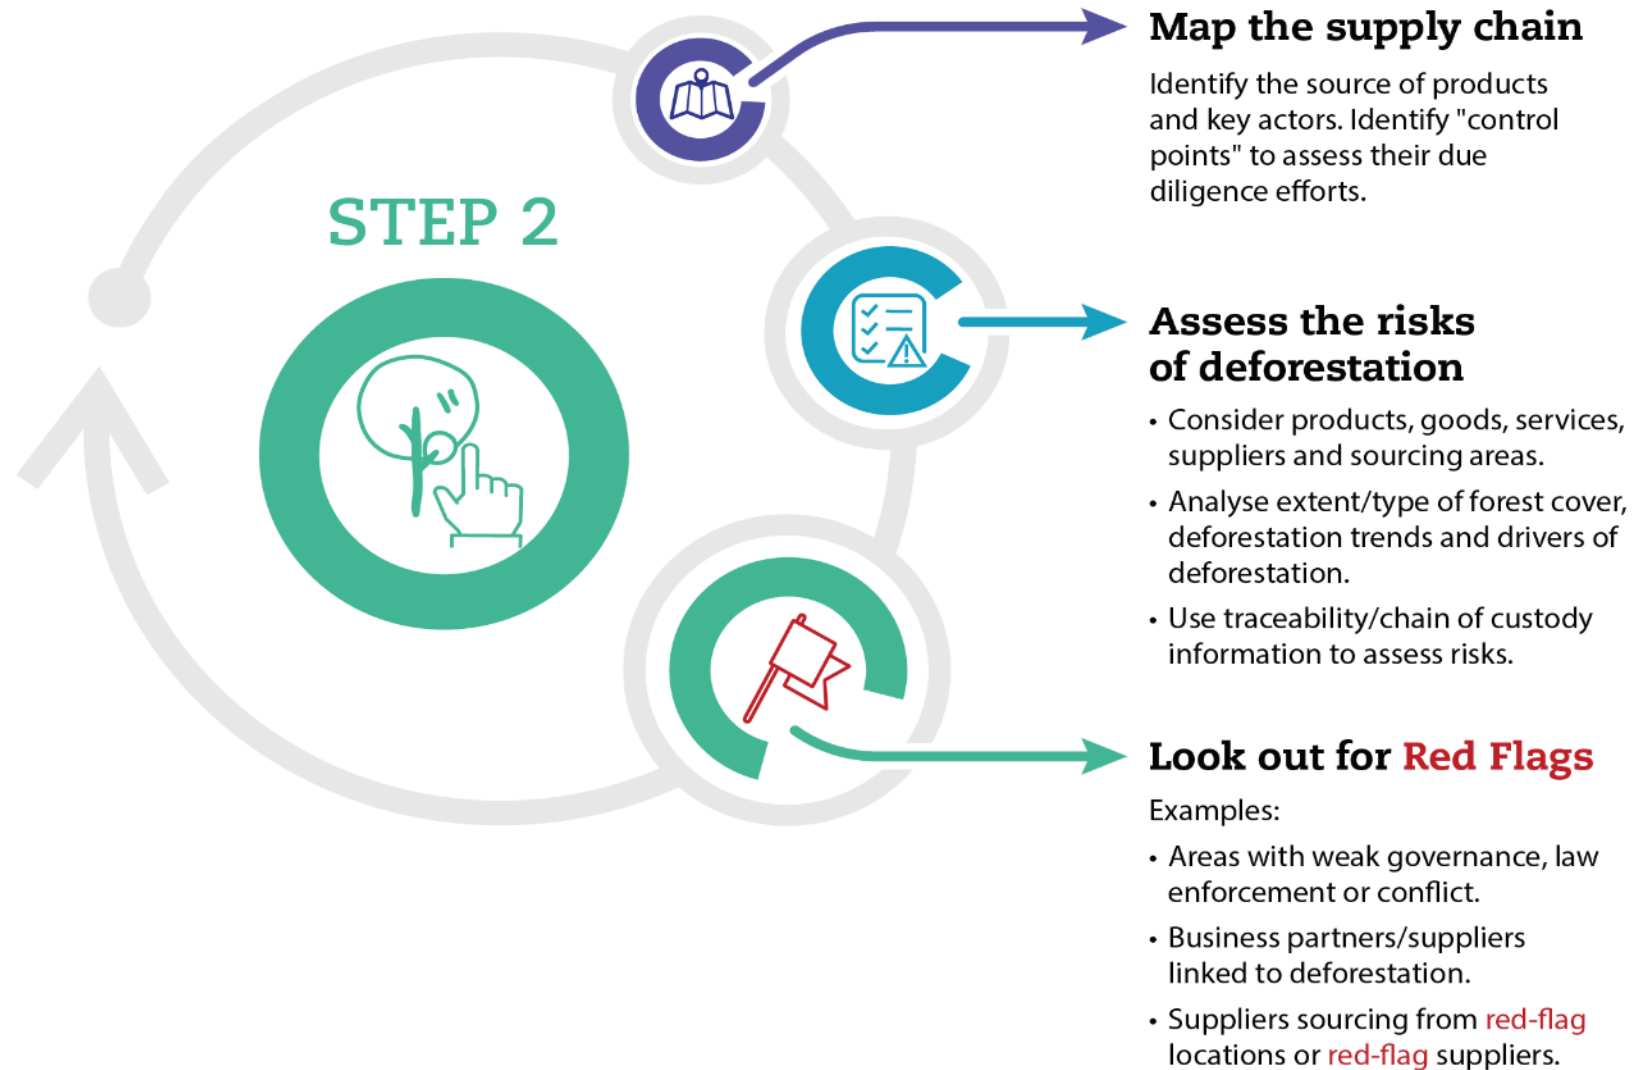 STEP 2
Map the supply chain
Identify the source of products
and key actors. Identify "control
points" to assess their due
diligence efforts.
Assess the risks
of deforestation
• Consider products, goods, services,
suppliers and sourcing areas.
• Analyse extent/type of forest cover,
deforestation trends and drivers of
deforestation.
• Use traceability/chain of custody
information to assess risks.
Look out for Red Flags
Examples:
• Areas with weak governance, law
enforcement or conflict.
• Business partners/suppliers
linked to deforestation.
• Suppliers sourcing from red-flag
locations or red-flag suppliers.